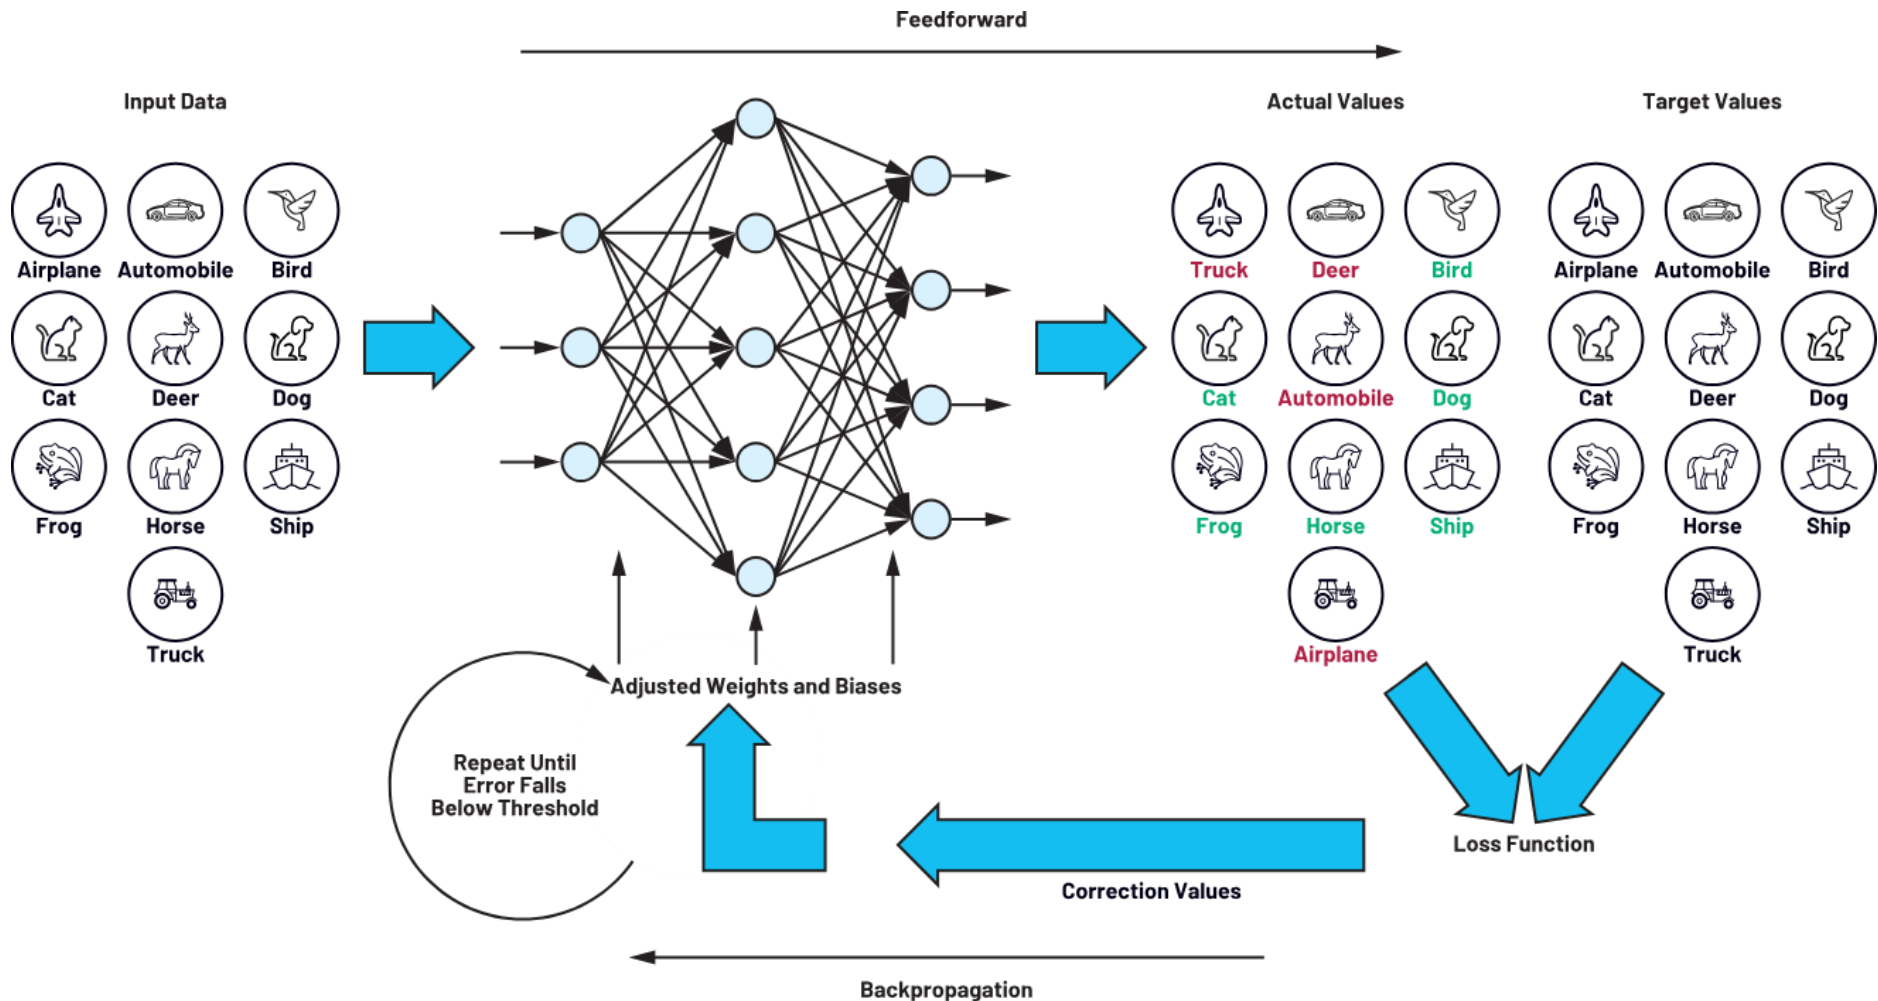 Feedforward
Input Data
Actual Values
Target Values
Airplane Automobile Bird
Truck Deer Bird
Airplane Automobile Bird
Cat Deer Dog
Cat Automobile Dog
Cat Deer Dog
Frog Horse Ship
Frog Horse Ship
Frog Horse Ship
Truck
Airplane
Truck
Adjusted Weights and Biases
Repeat Until
Error Falls
Below Threshold
Loss Function
Correction Values
Backpropagation